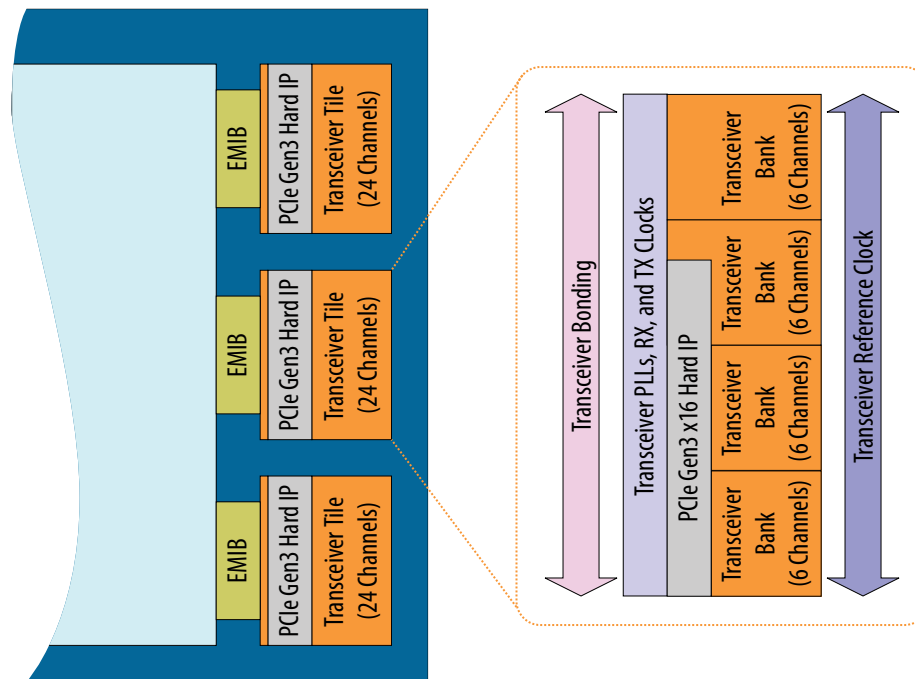 EMIB
PCIe Gen3 Hard IP
Transceiver Tile
(24 Channels)
EMIB
PCIe Gen3 Hard IP
Transceiver Tile
(24 Channels)
EMIB
PCIe Gen3 Hard IP
Transceiver Tile
(24 Channels)
Transceiver Bonding
Transceiver PLLs, RX, and TX Clocks
PCIe Gen3 x16 Hard IP
Transceiver
Bank
(6 Channels)
Transceiver
Bank
(6 Channels)
Transceiver
Bank
(6 Channels)
Transceiver
Bank
(6 Channels)
Transceiver Reference Clock